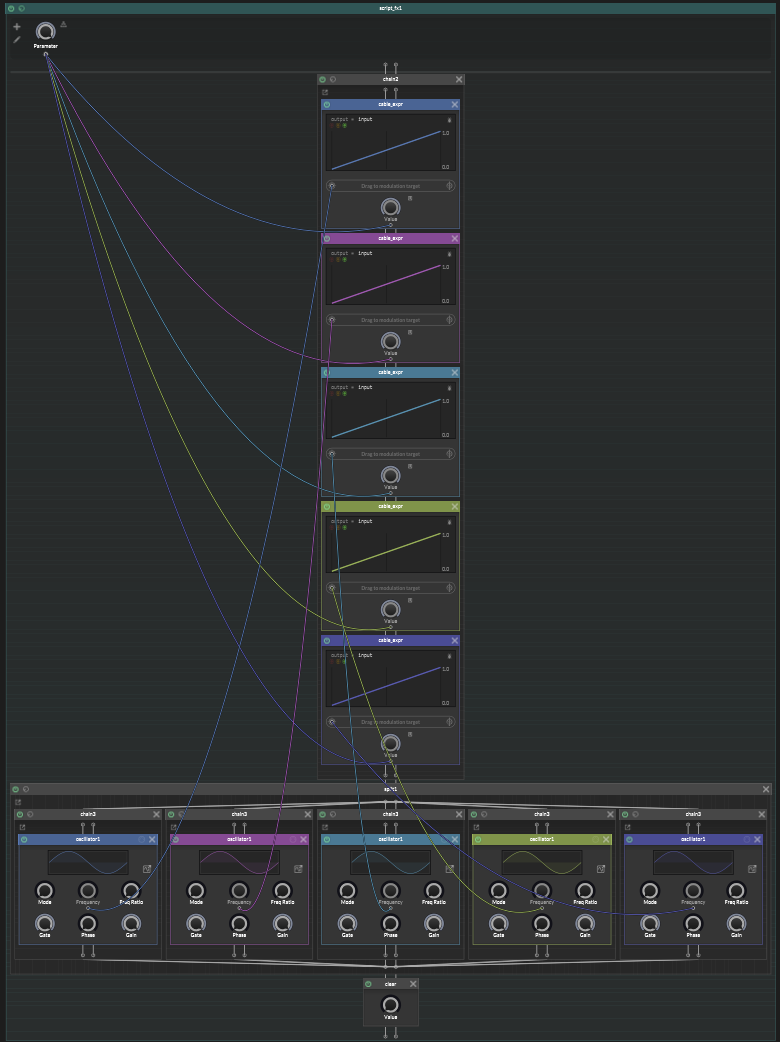 script_fx1
Parameter
chain2
cable_expr
output = input
1.0
0.0
Drag to modulation target
Value
cable_expr
output = input
1.0
0.0
Drag to modulation target
Value
cable_expr
output = input
1.0
0.0
Drag to modulation target
Value
cable_expr
output = input
1.0
0.0
Drag to modulation target
Value
cable_expr
output = input
1.0
0.0
Drag to modulation target
Value
split1
chain3 chain3 chain3 chain3 chain3
oscillator1 oscillator1 oscillator1 oscillator1 oscillator1
Mode Frequency Freq Ratio Mode Frequency Freq Ratio Mode Frequency Freq Ratio Mode Frequency Freq Ratio Mode Frequency Freq Ratio
Gate Phase Gain Gate Phase Gain Gate Phase Gain Gate Phase Gain Gate Phase Gain
clear
Value